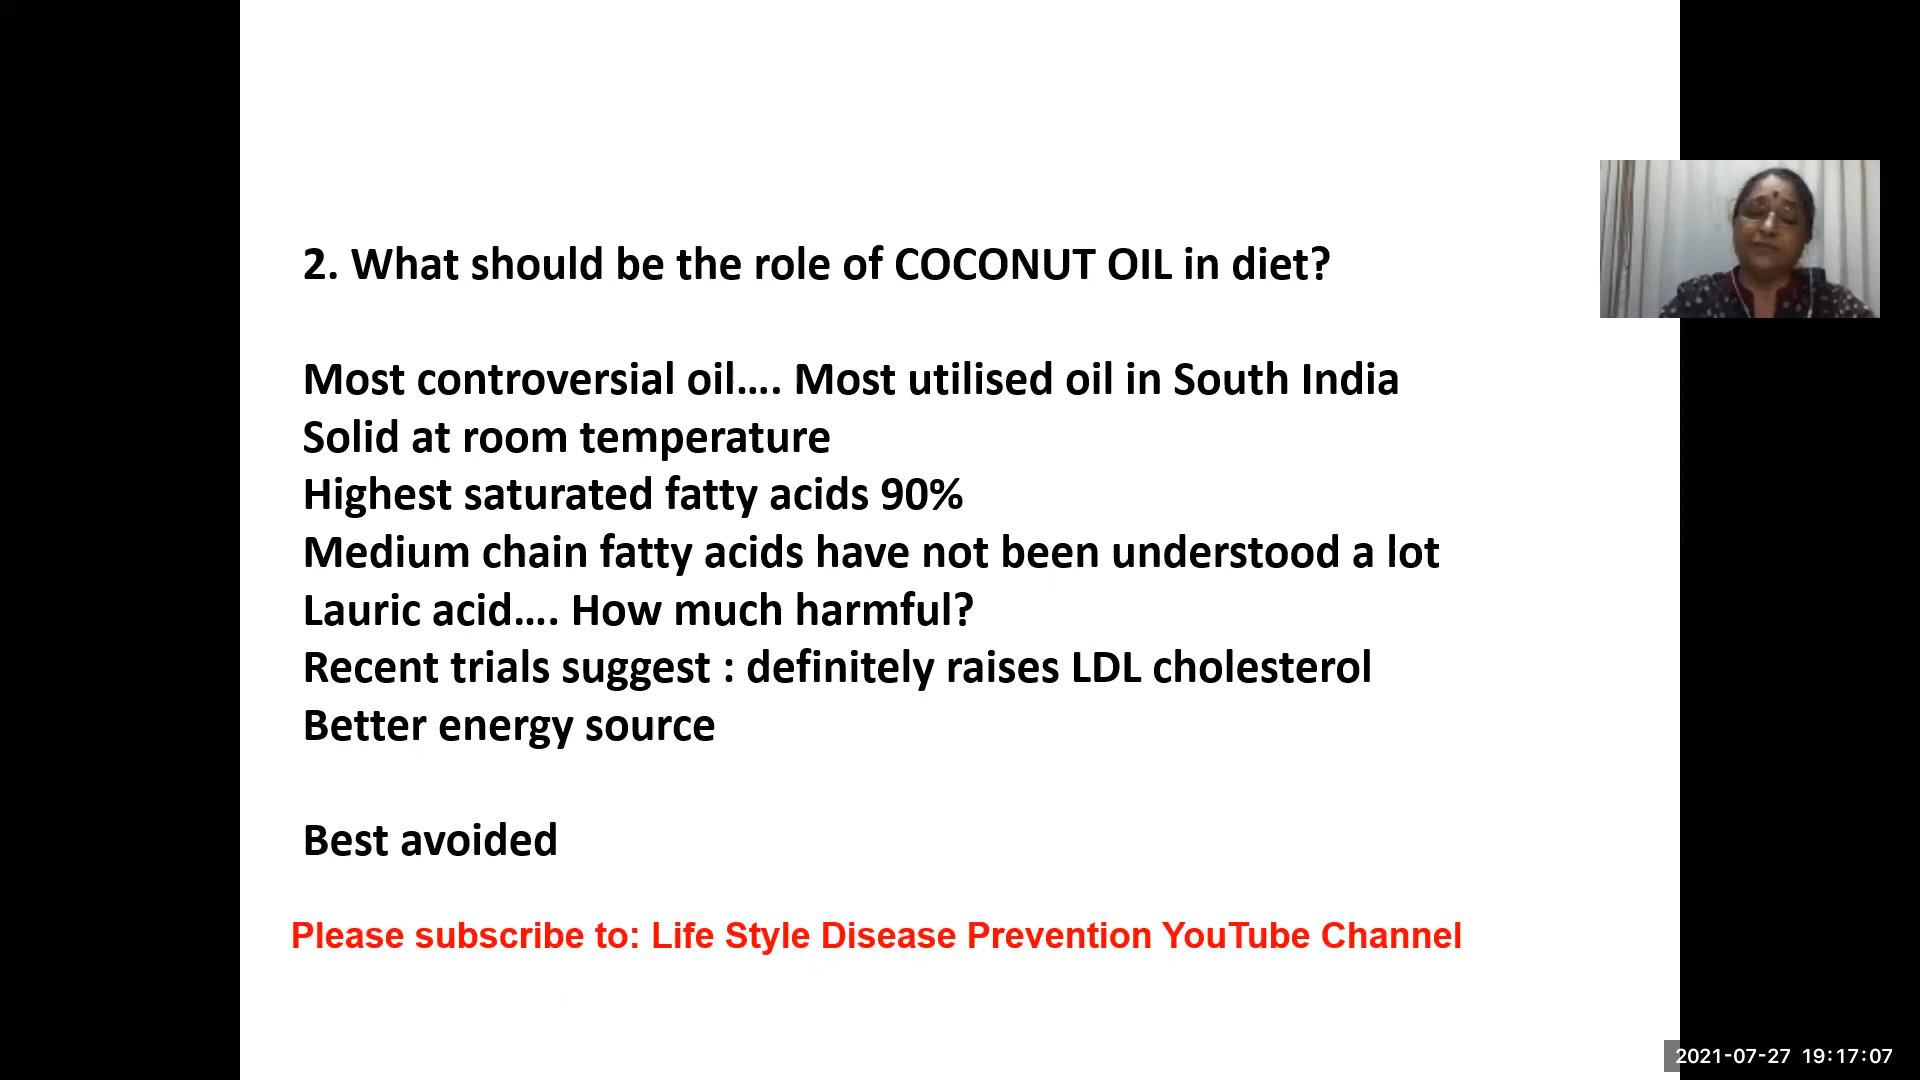 2. What should be the role of COCONUT OIL in diet?
Most controversial oil.... Most utilised oil in South India
Solid at room temperature
Highest saturated fatty acids 90%
Medium chain fatty acids have not been understood a lot
Lauric acid.... How much harmful?
Recent trials suggest : definitely raises LDL cholesterol
Better energy source
Best avoided
Please subscribe to: Life Style Disease Prevention YouTube Channel
2021-07-27 19:17:07